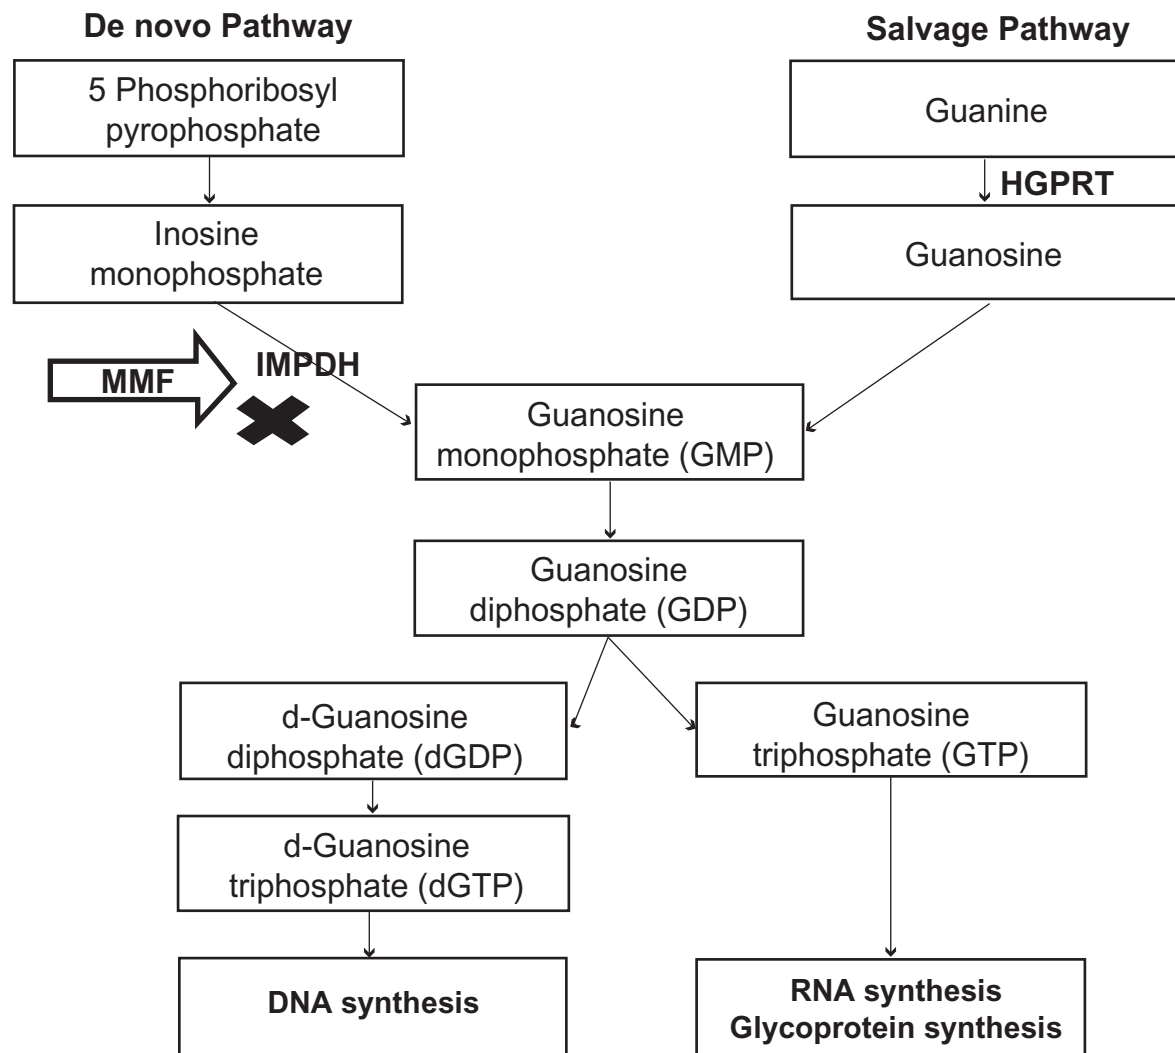 De novo Pathway
Salvage Pathway
5 Phosphoribosyl
pyrophosphate
Guanine
HGPRT
Inosine
monophosphate
Guanosine
MMF
IMPDH
Guanosine
monophosphate (GMP)
Guanosine
diphosphate (GDP)
d-Guanosine
diphosphate (dGDP)
Guanosine
triphosphate (GTP)
d-Guanosine
triphosphate (dGTP)
DNA synthesis
RNA synthesis
Glycoprotein synthesis